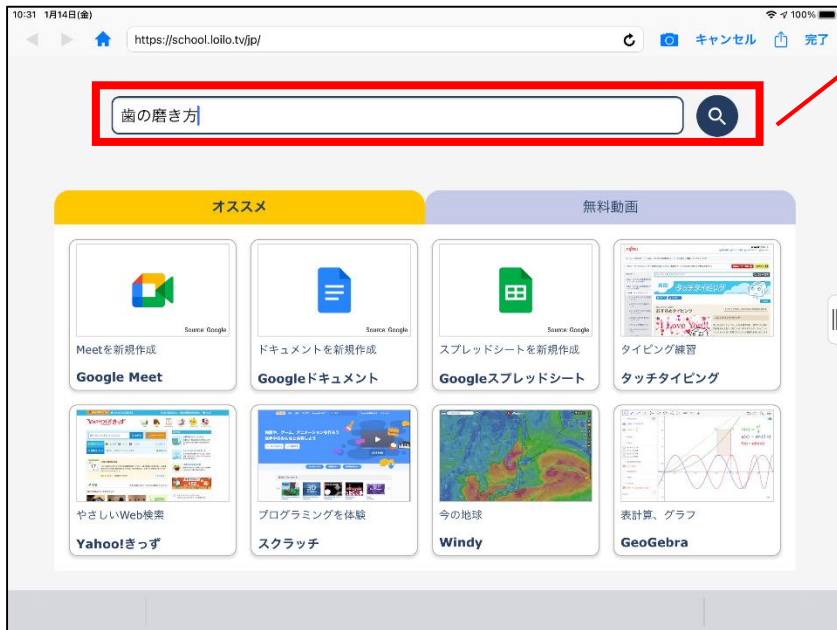 10:31 1月14日(金)
100%
https://school.loilo.tv/jp/
キャンセル
完了
歯の磨き方
オススメ
無料動画
Source: Google
Source: Google
Source: Google
Meetを新規作成
ドキュメントを新規作成
スプレッドシートを新規作成
タイピング練習
Google Meet
Googleドキュメント
Googleスプレッドシート
タッチタイピング
やさしいWeb検索
プログラミングを体験
今の地球
表計算、グラフ
Yahoo!きっず
スクラッチ
Windy
GeoGebra